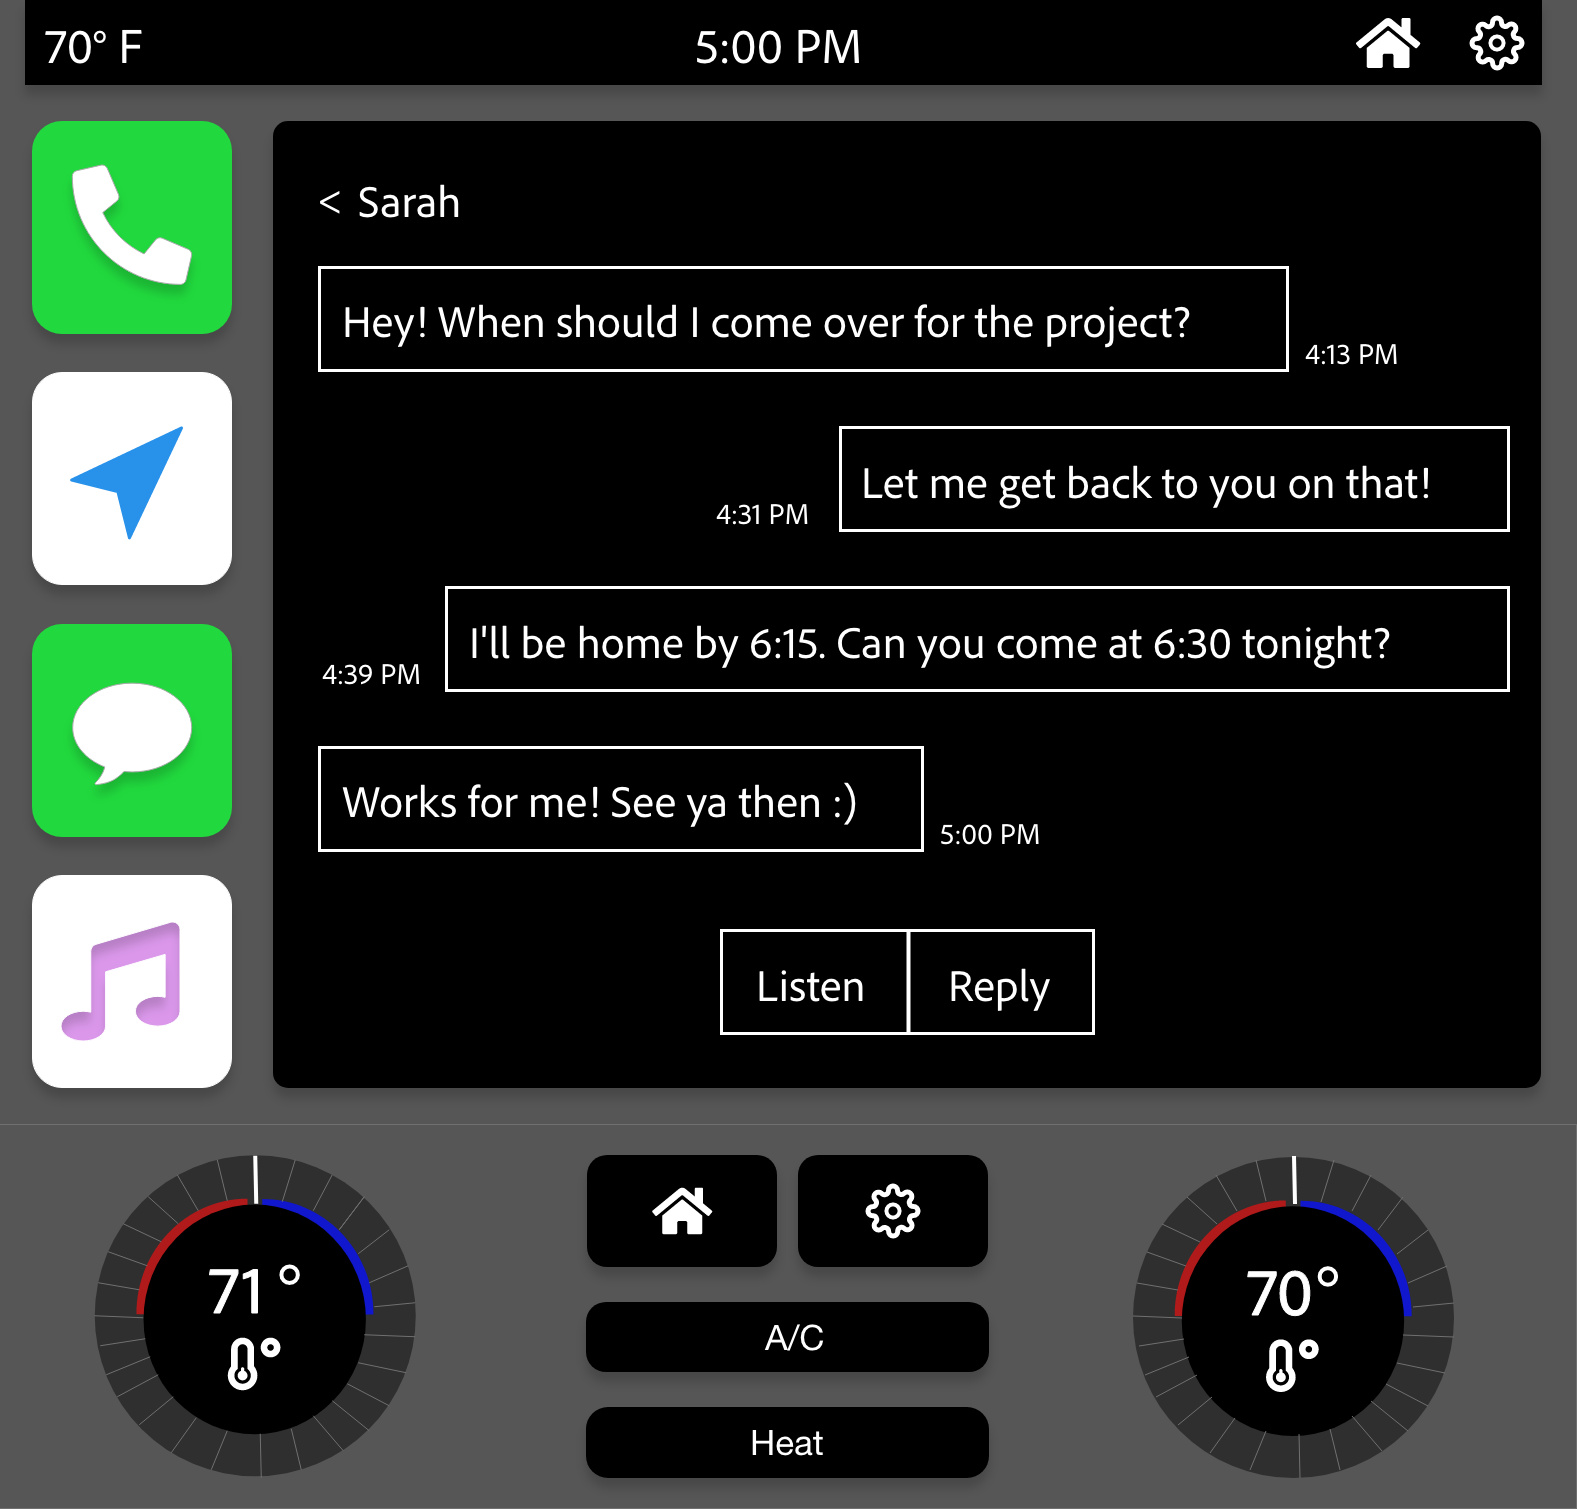 70° F
5:00 PM
< Sarah
Hey! When should I come over for the project?
4:13 PM
Let me get back to you on that!
4:31 PM
I'll be home by 6:15. Can you come at 6:30 tonight?
4:39 PM
Works for me! See ya then :)
5:00 PM
Listen
Reply
71°
70°
A/C
Heat